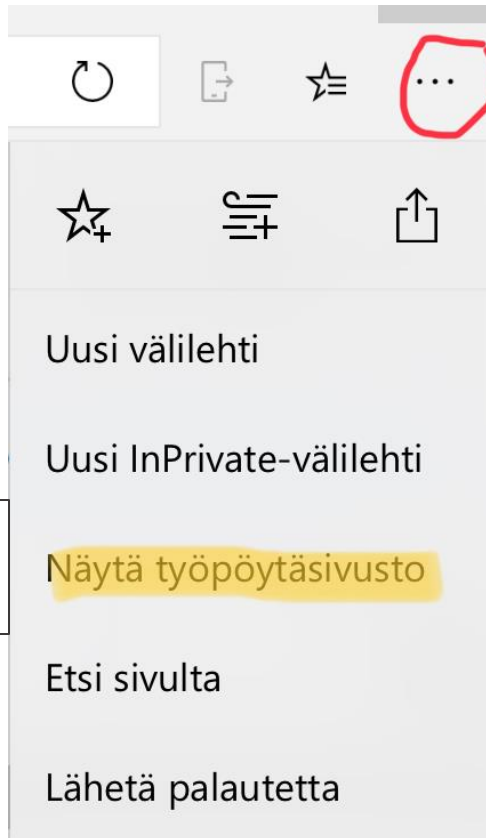 Uusi välilehti
Uusi InPrivate-välilehti
Näytä työpöytäsivusto
Etsi sivulta
Lähetä palautetta